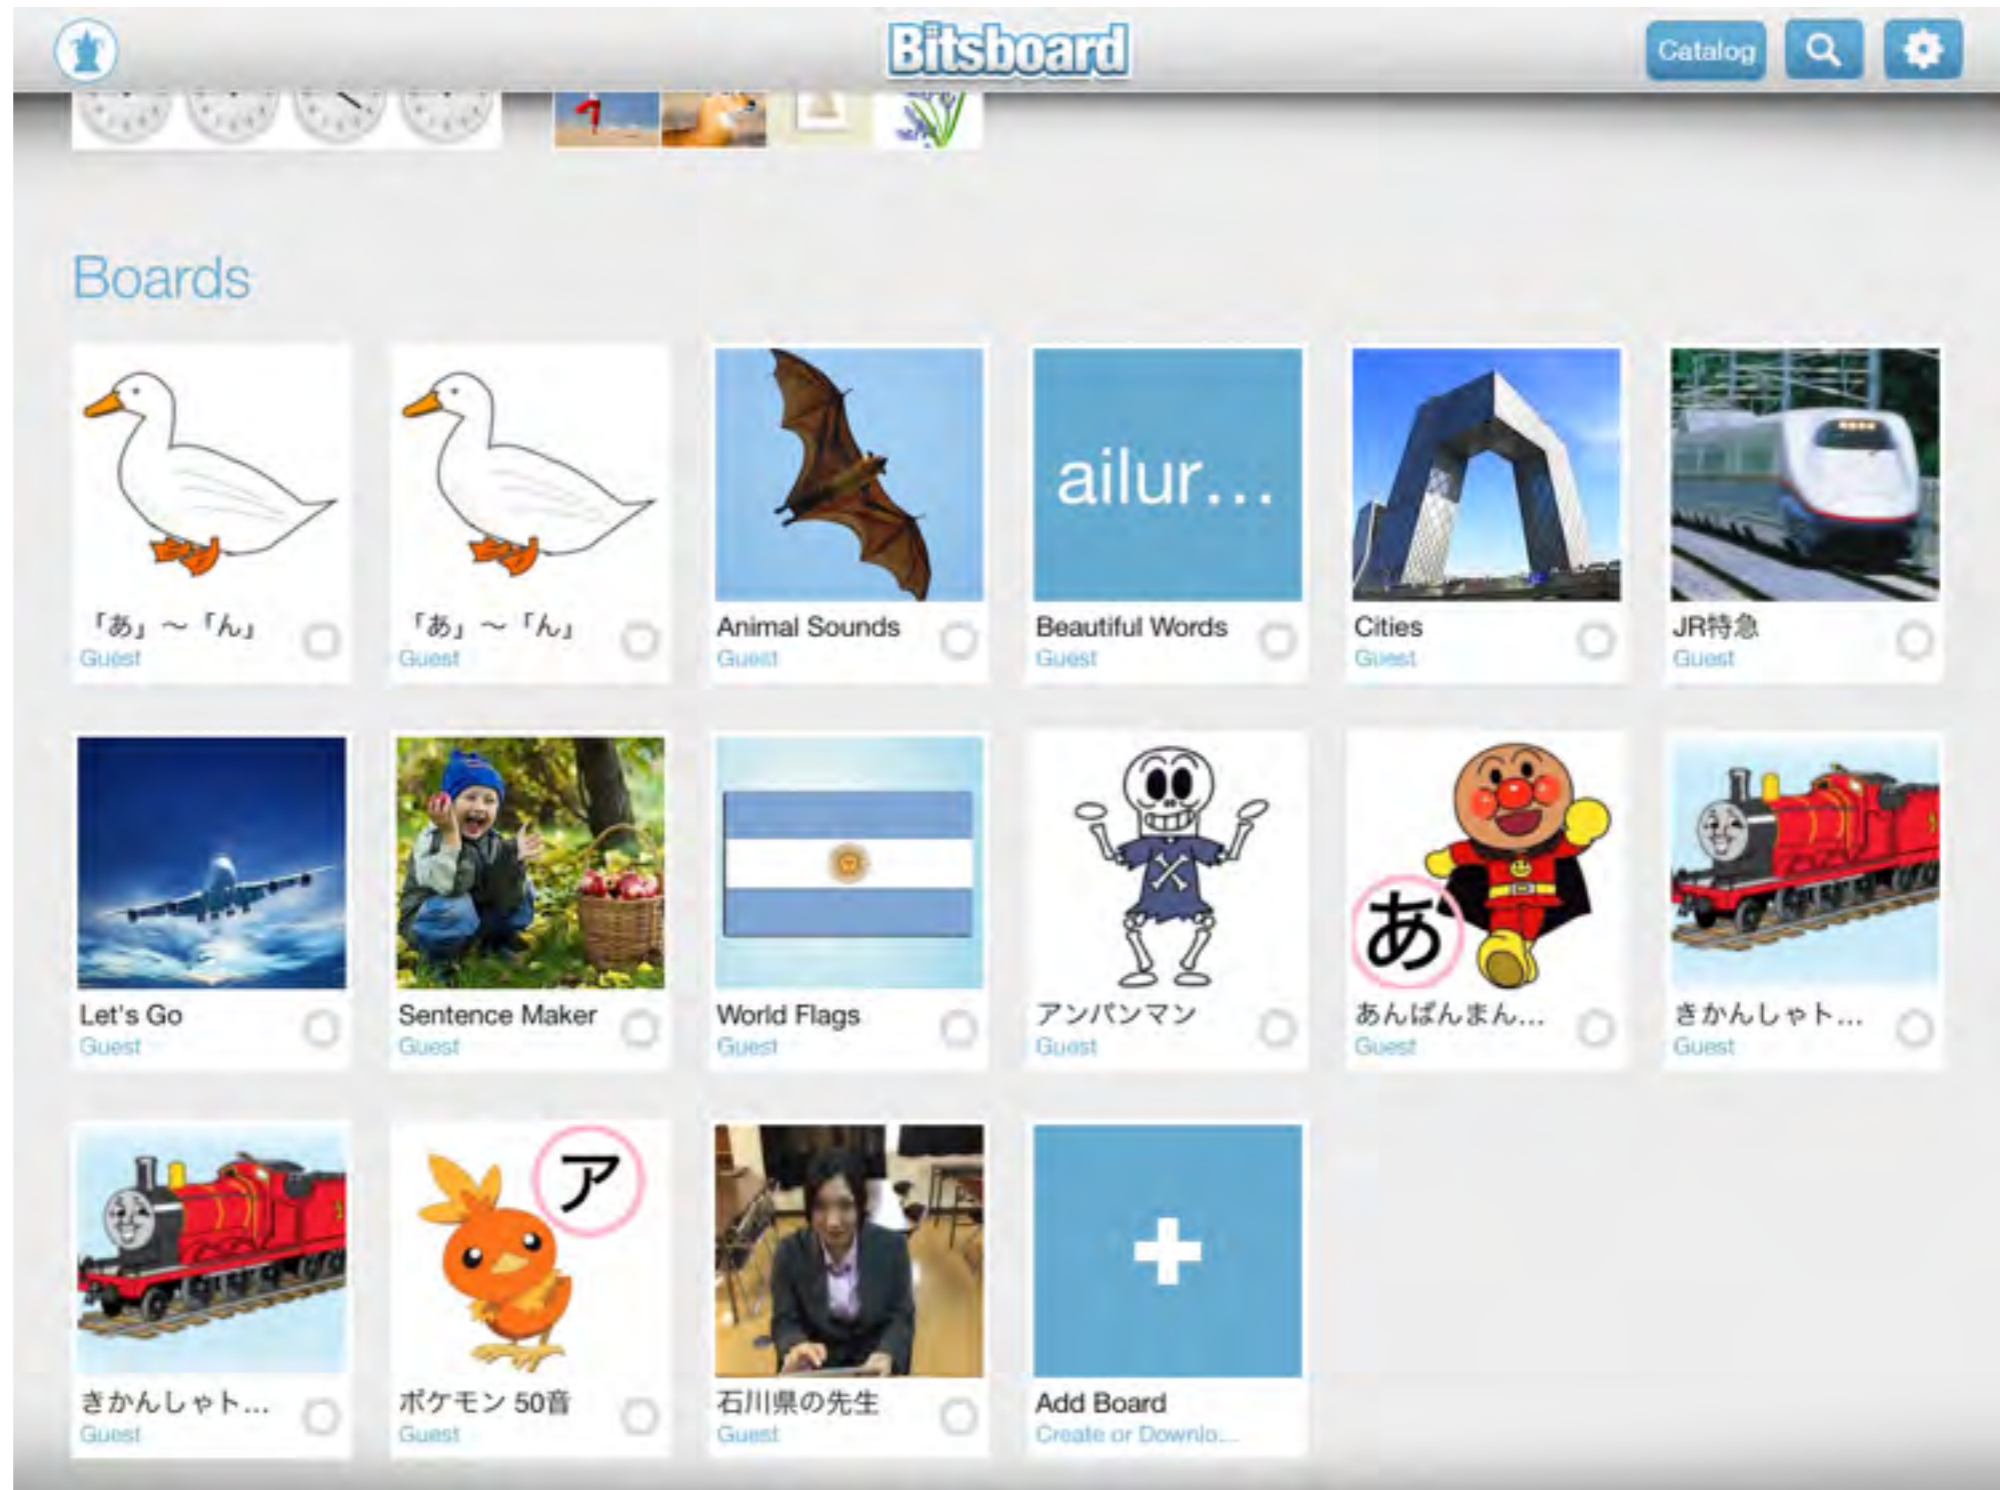 Bitsboard
Catalog
Boards
ailur...
「あ」〜「ん」
Guest
「あ」〜「ん」
Guest
Animal Sounds
Guest
Beautiful Words
Guest
Cities
Guest
JR特急
Guest
Let's Go
Guest
Sentence Maker
Guest
World Flags
Guest
アンパンマン
Guest
あ
あんぱんまん...
Guest
きかんしゃト...
Guest
きかんしゃト...
Guest
ア
ポケモン 50音
Guest
石川県の先生
Guest
Add Board
Create or Downlo...